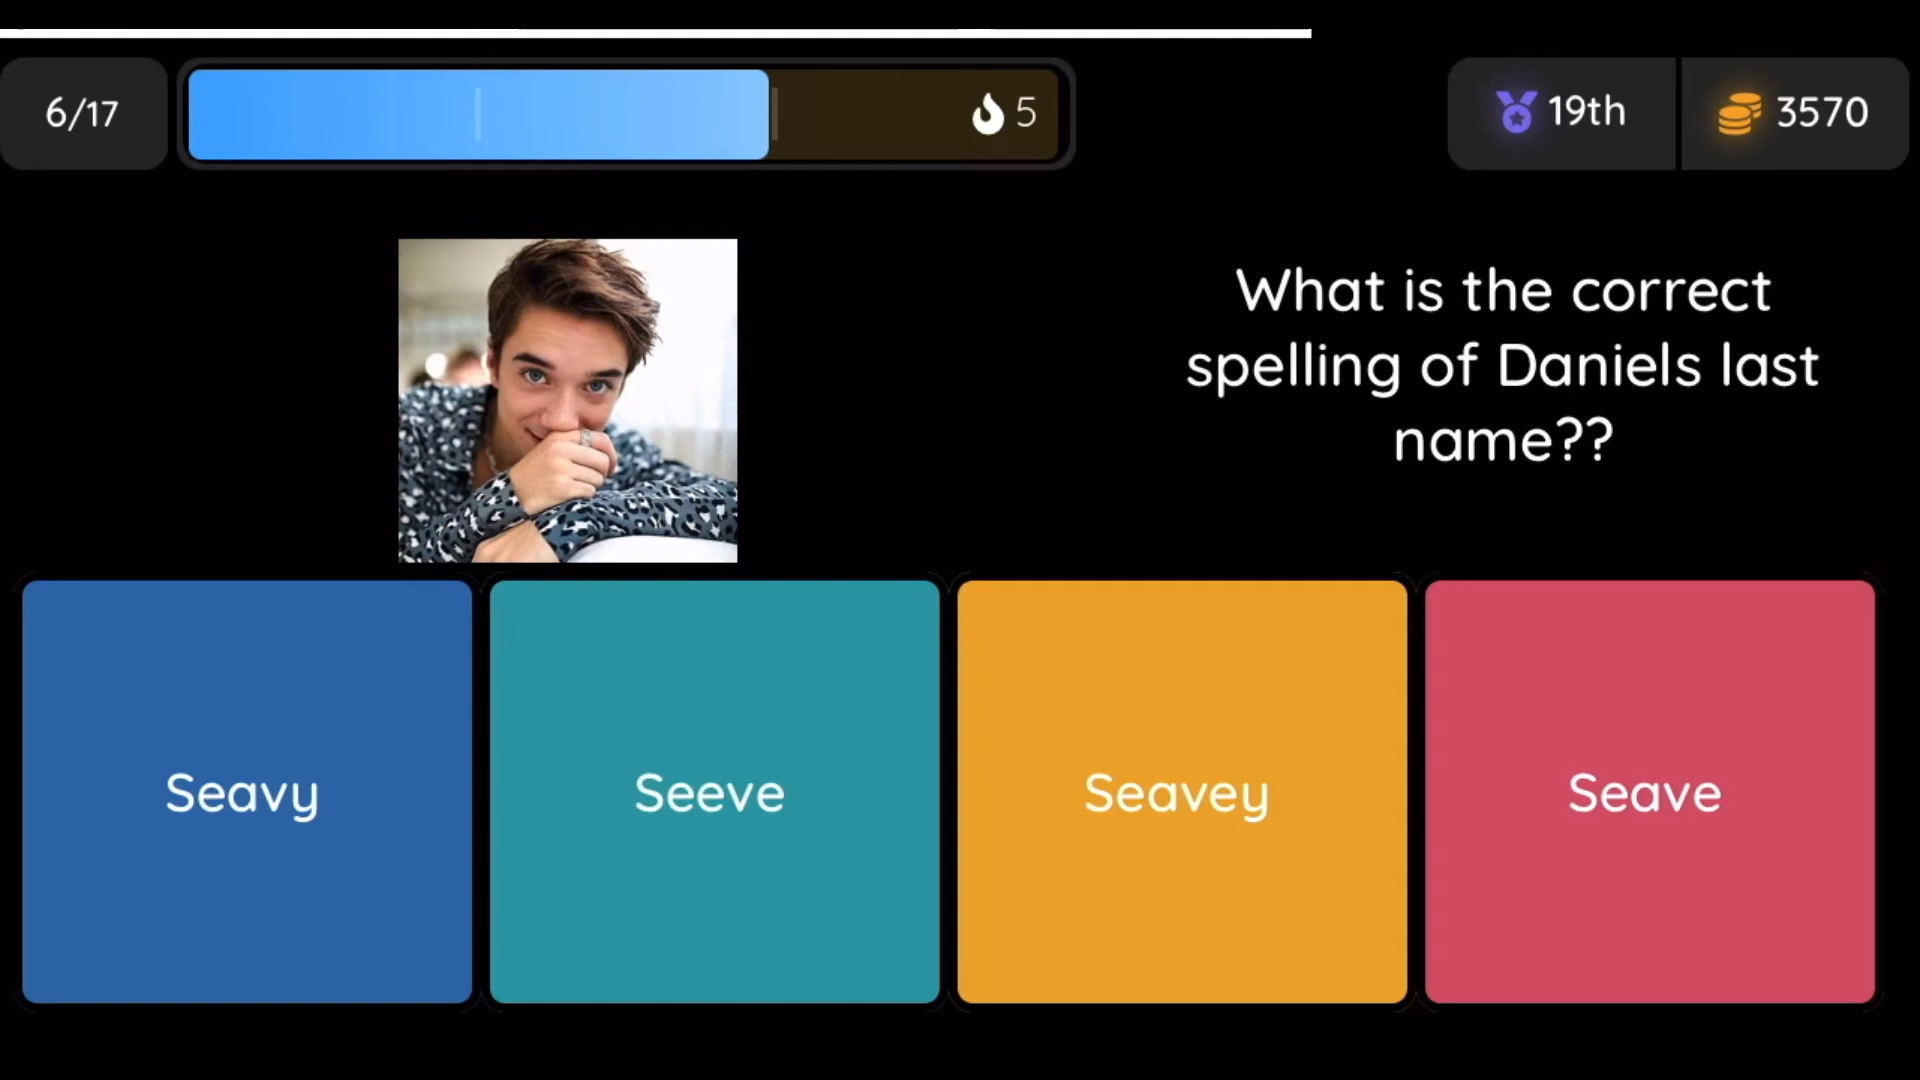 6/17
5
19th
3570
What is the correct
spelling of Daniels last
name??
Seavy
Seeve
Seavey
Seave